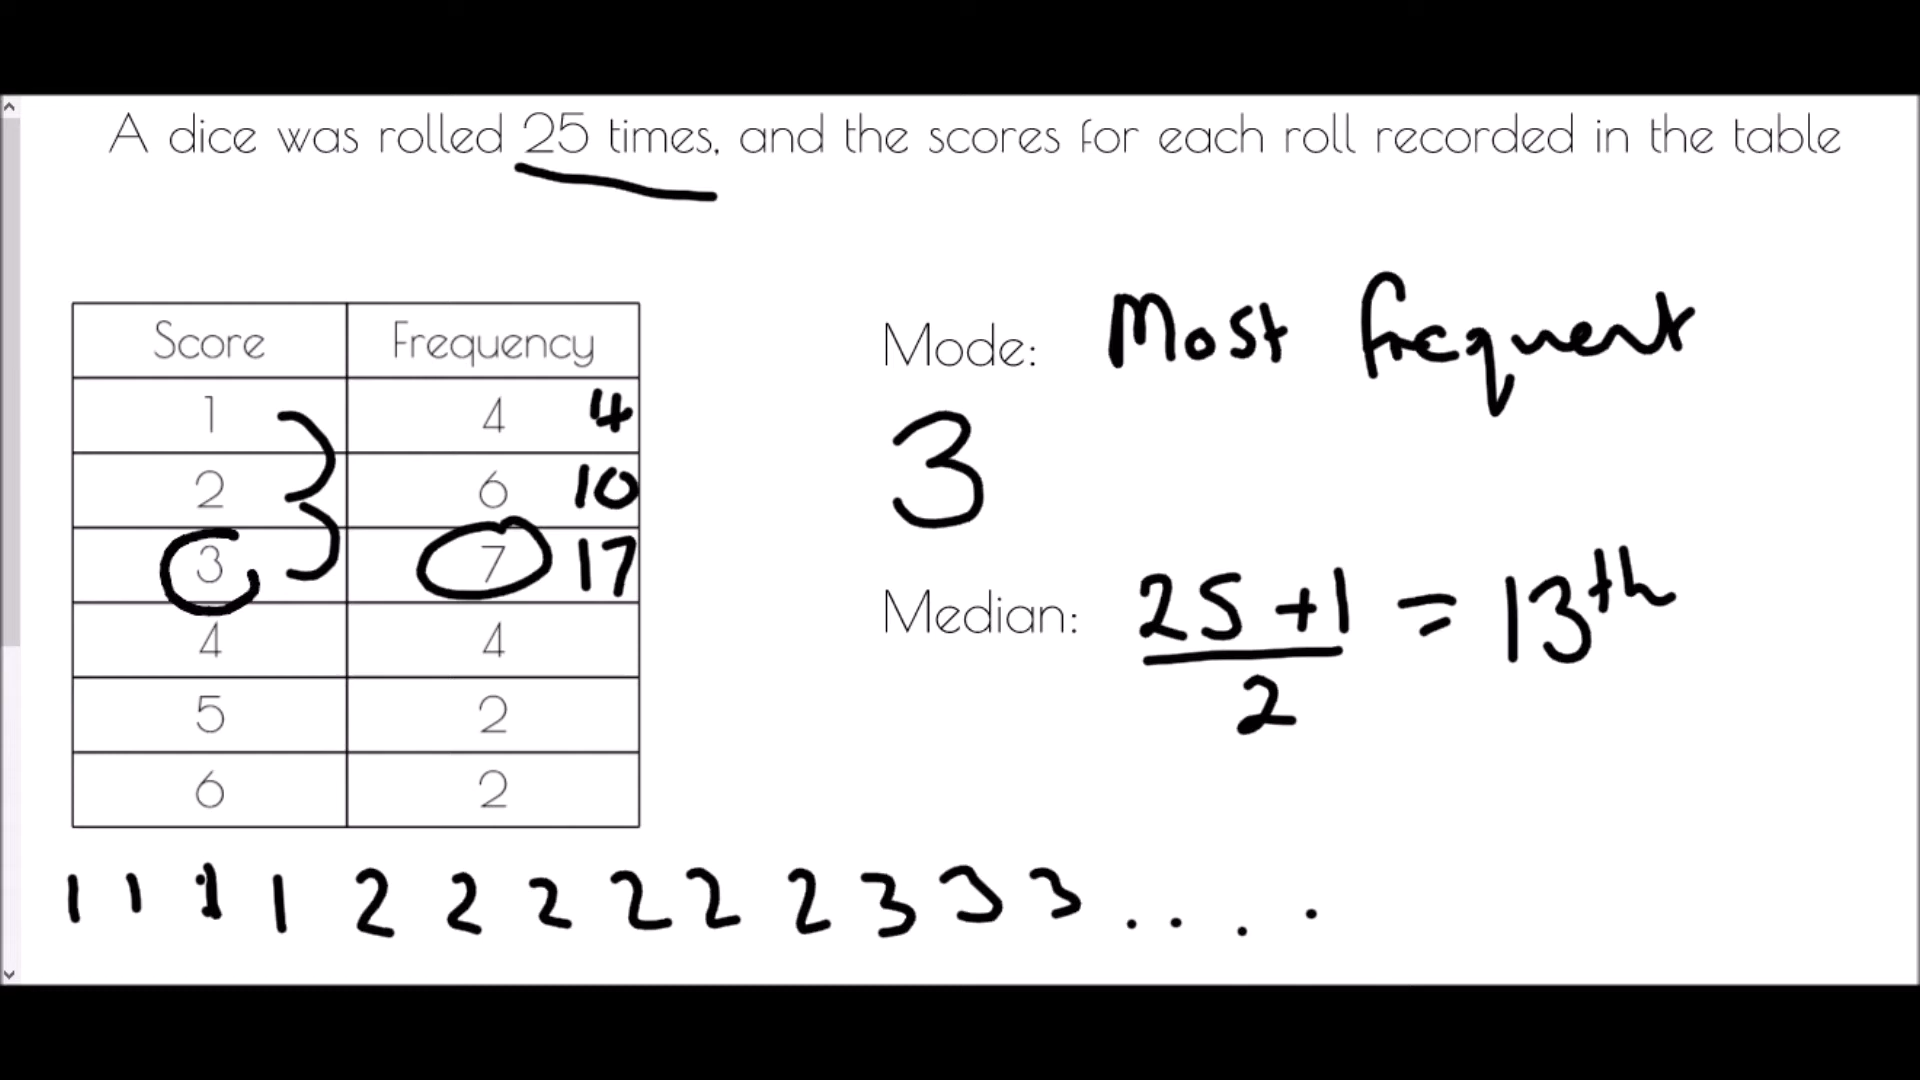 A dice was rolled 25 times, and the scores for each roll recorded in the table
Score Frequency
1 4 4
2 6 10
3 7 17
4 4
5 2
6 2
Mode: Most frequent
3
Median: 25 +1 = 13th
2
1 1 1 1 2 2 2 2 2 2 3 3 3 . . . .